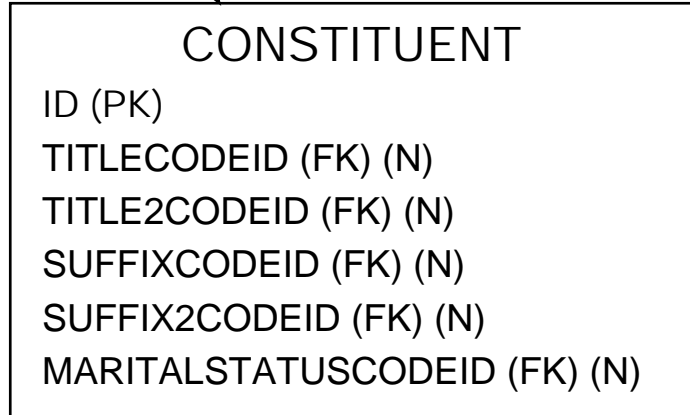 CONSTITUENT
ID (PK)
TITLECODEID (FK) (N)
TITLE2CODEID (FK) (N)
SUFFIXCODEID (FK) (N)
SUFFIX2CODEID (FK) (N)
MARITALSTATUSCODEID (FK) (N)